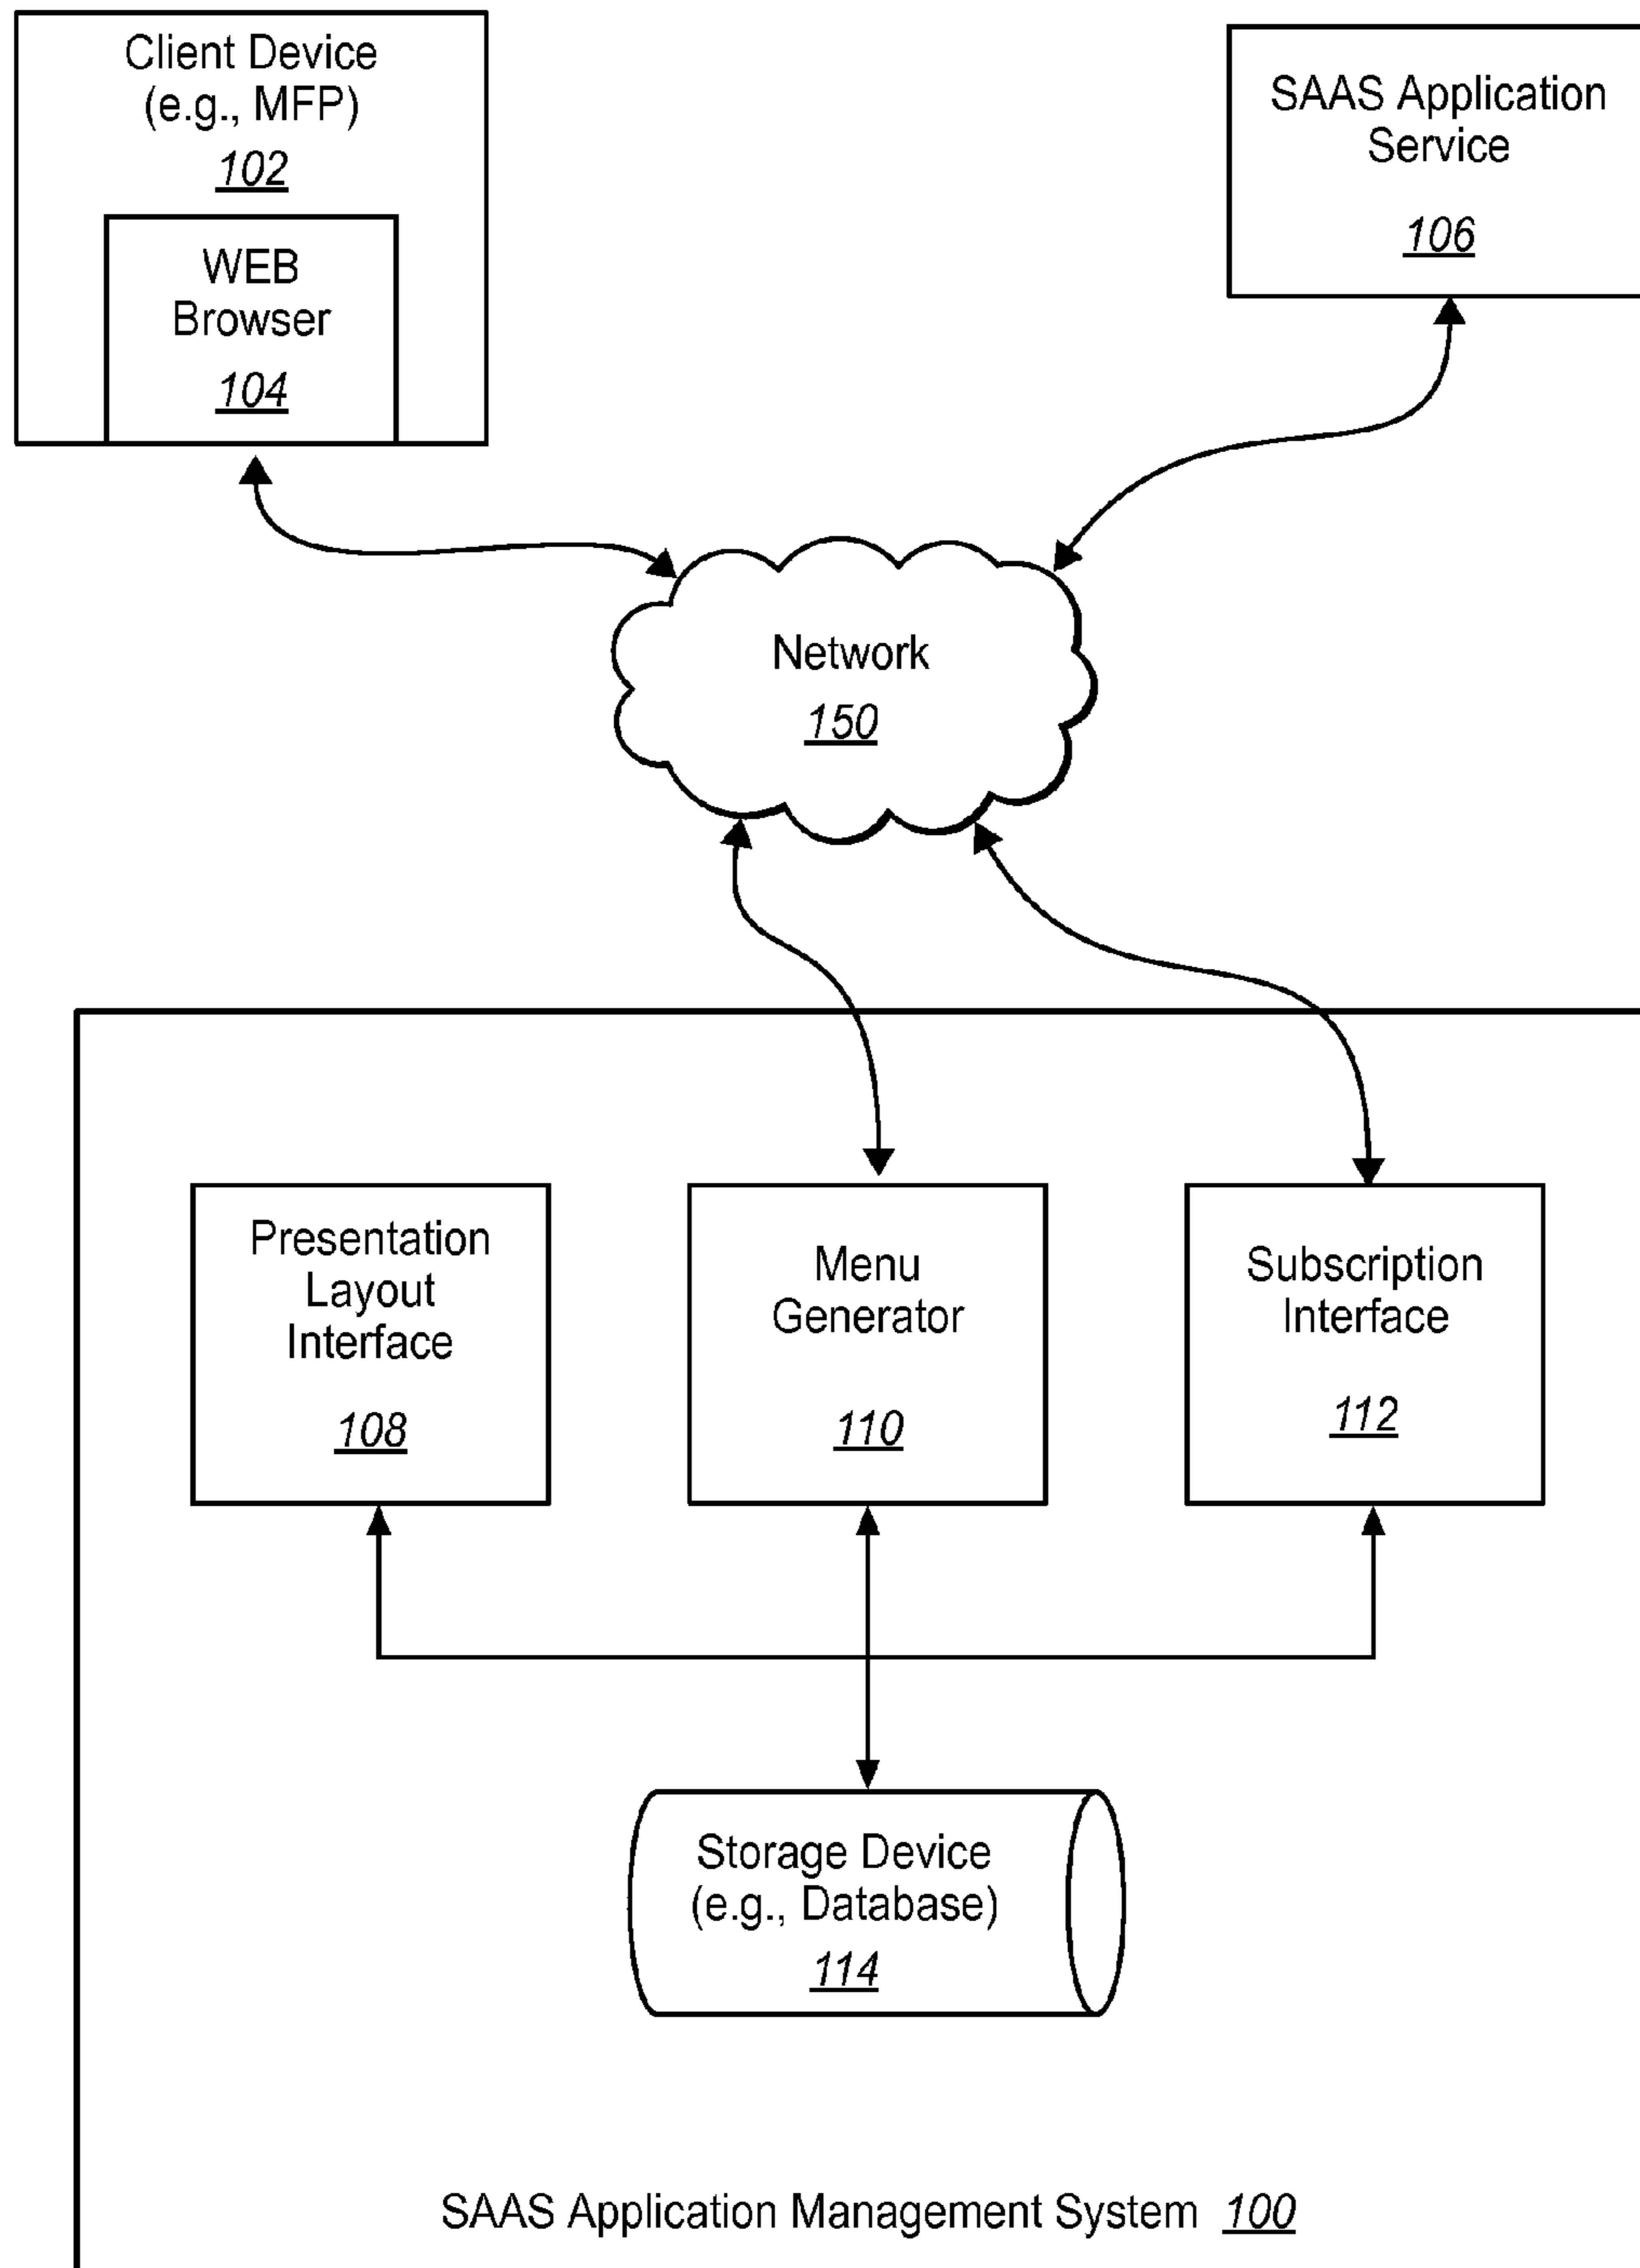 Client Device
(e.g., MFP)
102
WEB
Browser
104
SAAS Application
Service
106
Network
150
Presentation
Layout
Interface
108
Menu
Generator
110
Subscription
Interface
112
Storage Device
(e.g., Database)
114
SAAS Application Management System 100